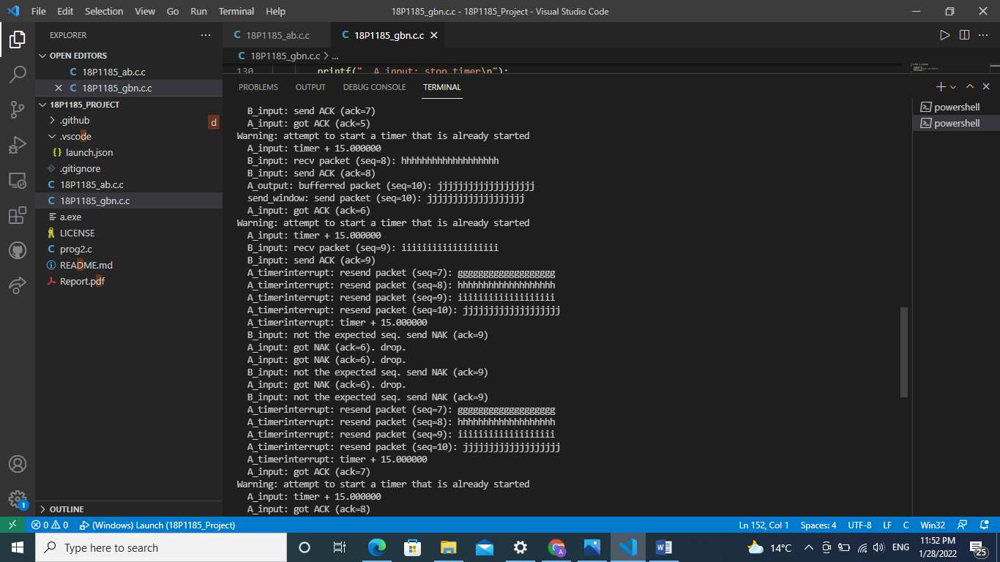 File Edit Selection View Go Run Terminal Help 18P1185_gbn.c.c - 18P1185_Project - Visual Studio Code
EXPLORER
OPEN EDITORS
18P1185_ab.c.c
18P1185_gbn.c.c
18P1185_PROJECT
.github d
.vscode
launch.json
.gitignore
18P1185_ab.c.c
18P1185_gbn.c.c
a.exe
LICENSE
prog2.c
README.md
Report.pdf
OUTLINE
18P1185_ab.c.c 18P1185_gbn.c.c
18P1185_gbn.c.c > ...
130 printf(" A_input: stop timer\n");
PROBLEMS OUTPUT DEBUG CONSOLE TERMINAL
B_input: send ACK (ack=7)
A_input: got ACK (ack=5)
Warning: attempt to start a timer that is already started
A_input: timer + 15.000000
B_input: recv packet (seq=8): hhhhhhhhhhhhhhhhhhh
B_input: send ACK (ack=8)
A_output: bufferred packet (seq=10): jjjjjjjjjjjjjjjjjjj
send_window: send packet (seq=10): jjjjjjjjjjjjjjjjjjj
A_input: got ACK (ack=6)
Warning: attempt to start a timer that is already started
A_input: timer + 15.000000
B_input: recv packet (seq=9): iiiiiiiiiiiiiiiiiii
B_input: send ACK (ack=9)
A_timerinterrupt: resend packet (seq=7): ggggggggggggggggggg
A_timerinterrupt: resend packet (seq=8): hhhhhhhhhhhhhhhhhhh
A_timerinterrupt: resend packet (seq=9): iiiiiiiiiiiiiiiiiii
A_timerinterrupt: resend packet (seq=10): jjjjjjjjjjjjjjjjjjj
A_timerinterrupt: timer + 15.000000
B_input: not the expected seq. send NAK (ack=9)
A_input: got NAK (ack=6). drop.
A_input: got NAK (ack=6). drop.
B_input: not the expected seq. send NAK (ack=9)
A_input: got NAK (ack=6). drop.
B_input: not the expected seq. send NAK (ack=9)
A_timerinterrupt: resend packet (seq=7): ggggggggggggggggggg
A_timerinterrupt: resend packet (seq=8): hhhhhhhhhhhhhhhhhhh
A_timerinterrupt: resend packet (seq=9): iiiiiiiiiiiiiiiiiii
A_timerinterrupt: resend packet (seq=10): jjjjjjjjjjjjjjjjjjj
A_timerinterrupt: timer + 15.000000
A_input: got ACK (ack=7)
Warning: attempt to start a timer that is already started
A_input: timer + 15.000000
A_input: got ACK (ack=8)
powershell
powershell
1
0 0 (Windows) Launch (18P1185_Project) Ln 152, Col 1 Spaces: 4 UTF-8 LF C Win32
Type here to search 14°C ENG 11:52 PM
1/28/2022 25